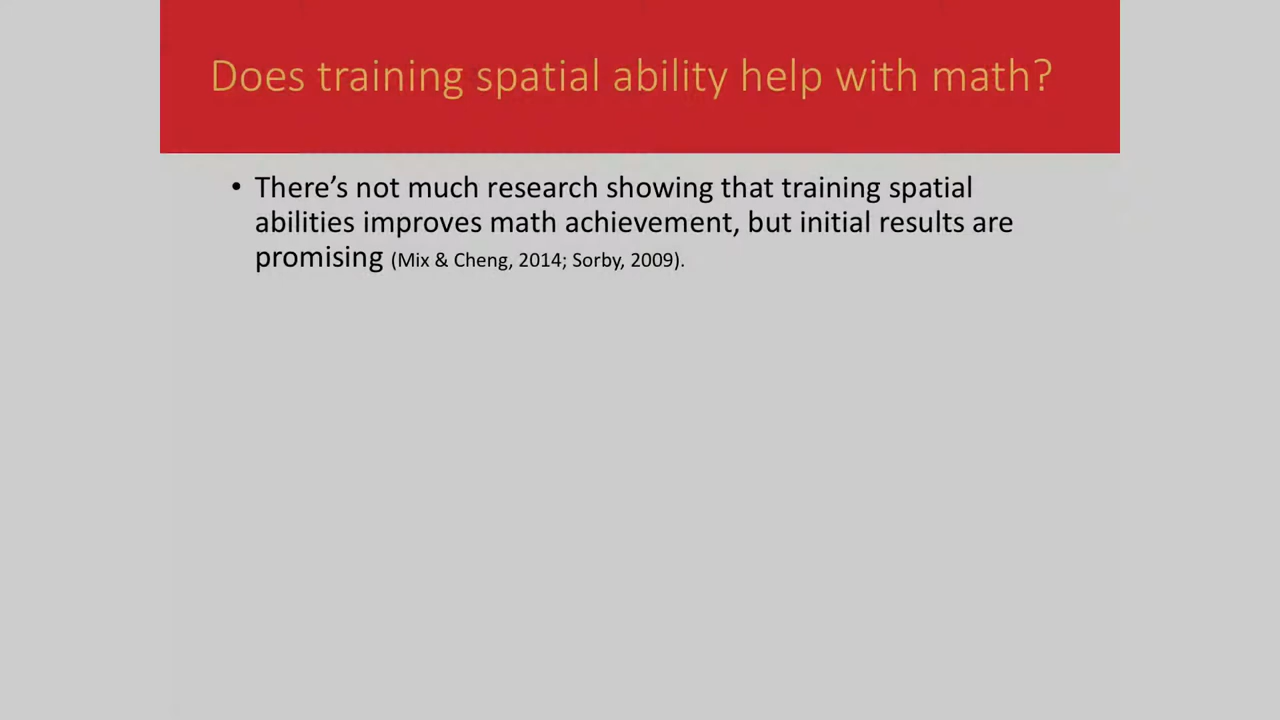 Does training spatial ability help with math?
• There’s not much research showing that training spatial
abilities improves math achievement, but initial results are
promising (Mix & Cheng, 2014; Sorby, 2009).